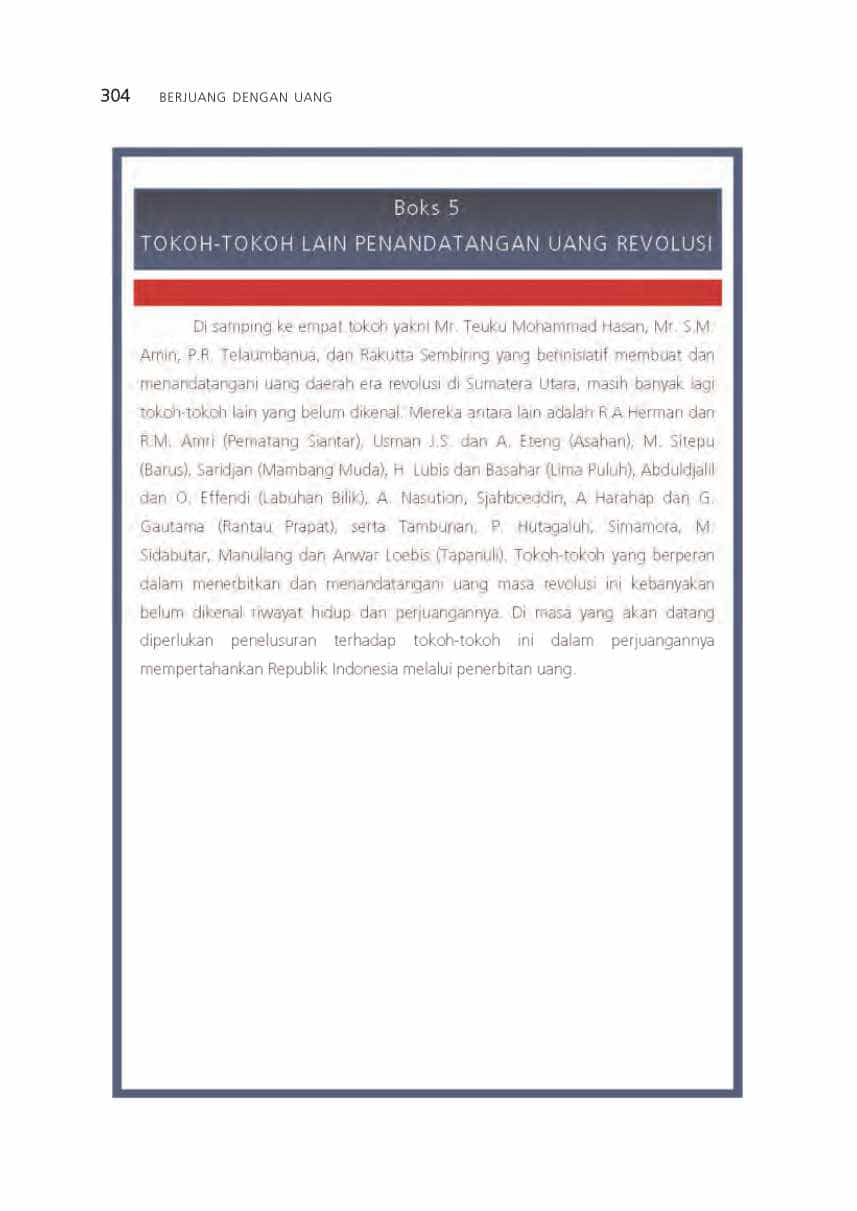 304 BERJUANG DENGAN UANG
Boks 5
TOKOH-TOKOH LAIN PENANDATANGAN UANG REVOLUSI
Di samping ke empat tokoh yakni Mr. Teuku Mohammad Hasan, Mr. S.M.
Amin, P.R. Telaumbanua, dan Rakutta Sembiring yang berinisiatif membuat dan
menandatangani uang daerah era revolusi di Sumatera Utara, masih banyak lagi
tokoh-tokoh lain yang belum dikenal. Mereka antara lain adalah R.A Herman dan
R.M. Amri (Pematang Siantar), Usman J.S. dan A. Eteng (Asahan), M. Sitepu
(Barus), Saridjan (Mambang Muda), H. Lubis dan Basahar (Lima Puluh), Abduldjalil
dan O. Effendi (Labuhan Bilik), A. Nasution, Sjahboeddin, A Harahap dan G.
Gautama (Rantau Prapat), serta Tambunan, P. Hutagaluh, Simamora, M.
Sidabutar, Manullang dan Anwar Loebis (Tapanuli). Tokoh-tokoh yang berperan
dalam menerbitkan dan menandatangani uang masa revolusi ini kebanyakan
belum dikenal riwayat hidup dan perjuangannya. Di masa yang akan datang
diperlukan penelusuran terhadap tokoh-tokoh ini dalam perjuangannya
mempertahankan Republik Indonesia melalui penerbitan uang.